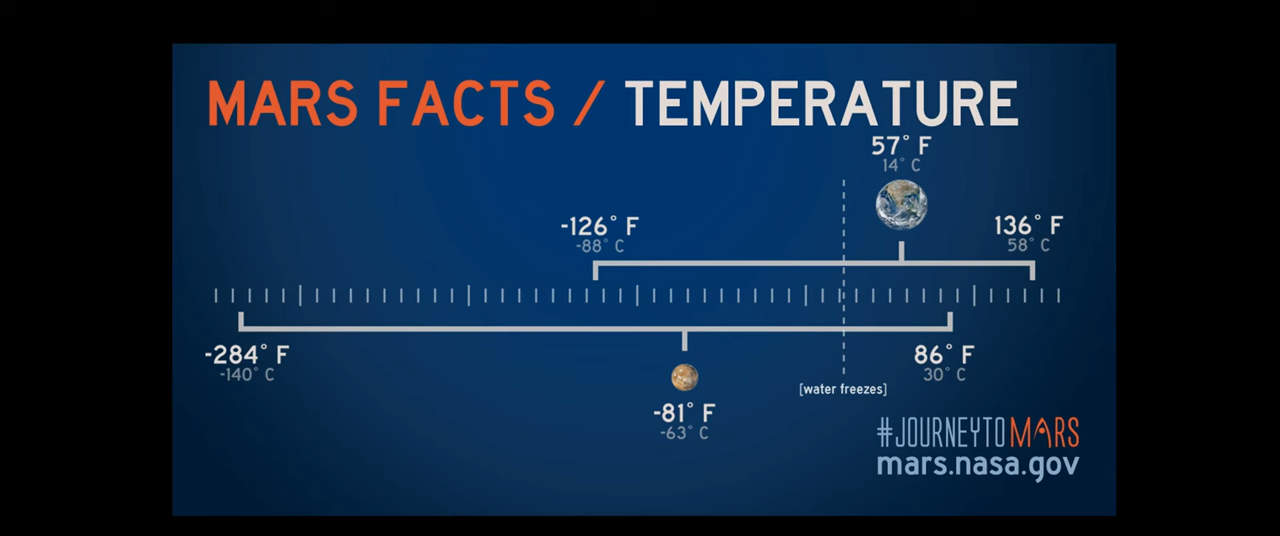 MARS FACTS / TEMPERATURE
57° F
14° C
-126° F
-88° C
136° F
58° C
-284° F
-140° C
86° F
30° C
[water freezes]
-81° F
-63° C
#JOURNEYTOMARS
mars.nasa.gov